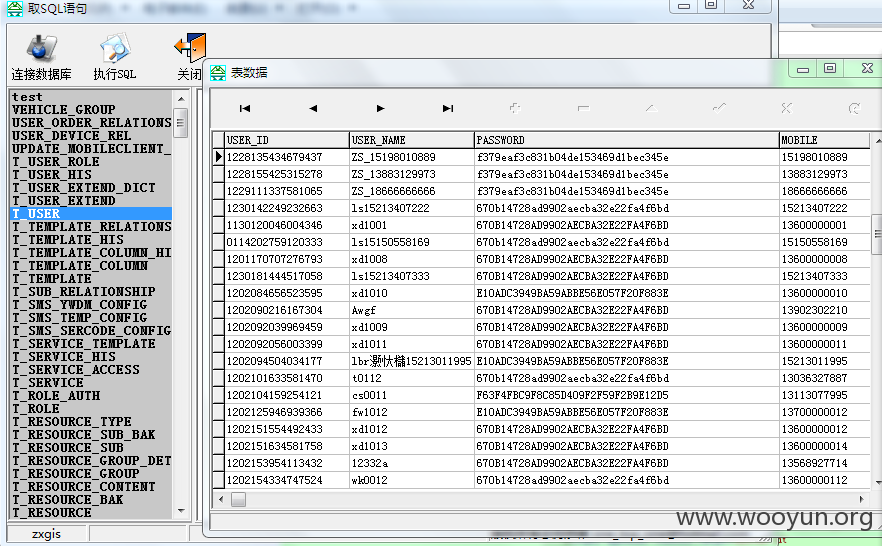 取SQL语句
连接数据库 执行SQL 关闭
test
VEHICLE_GROUP
USER_ORDER_RELATIONS
USER_DEVICE_REL
UPDATE_MOBILECLIENT_
T_USER_ROLE
T_USER_HIS
T_USER_EXTEND_DICT
T_USER_EXTEND
T_USER
T_TEMPLATE_RELATIONS
T_TEMPLATE_HIS
T_TEMPLATE_COLUMN_HI
T_TEMPLATE_COLUMN
T_TEMPLATE
T_SUB_RELATIONSHIP
T_SMS_YWDM_CONFIG
T_SMS_TEMP_CONFIG
T_SMS_SERCODE_CONFIG
T_SERVICE_TEMPLATE
T_SERVICE_HIS
T_SERVICE_ACCESS
T_SERVICE
T_ROLE_AUTH
T_ROLE
T_RESOURCE_TYPE
T_RESOURCE_SUB_BAK
T_RESOURCE_SUB
T_RESOURCE_GROUP_DET
T_RESOURCE_GROUP
T_RESOURCE_CONTENT
T_RESOURCE_BAK
T_RESOURCE
zxgis
表数据
USER_ID USER_NAME PASSWORD MOBILE
1228135434679437 ZS_15198010889 f379eaf3c831b04de153469d1bec345e 15198010889
1228155425315278 ZS_13883129973 f379eaf3c831b04de153469d1bec345e 13883129973
1229111337581065 ZS_18666666666 f379eaf3c831b04de153469d1bec345e 18666666666
1230142249232663 ls15213407222 670b14728ad9902aecba32e22fa4f6bd 15213407222
1130120046004346 xd1001 670B14728AD9902AECBA32E22FA4F6BD 13600000001
0114202759120333 ls15150558169 670b14728ad9902aecba32e22fa4f6bd 15150558169
1201170707276793 xd1008 670B14728AD9902AECBA32E22FA4F6BD 13600000008
1230181444517058 ls15213407333 670b14728ad9902aecba32e22fa4f6bd 15213407333
1202084656523595 xd1010 E10ADC3949BA59ABBE56E057F20F883E 13600000010
1202090216167304 Awgf 670B14728AD9902AECBA32E22FA4F6BD 13902302210
1202092039969459 xd1009 670B14728AD9902AECBA32E22FA4F6BD 13600000009
1202092056003399 xd1011 670B14728AD9902AECBA32E22FA4F6BD 13600000011
1202094504034177 lbr灏忕櫧15213011995 E10ADC3949BA59ABBE56E057F20F883E 15213011995
1202101633581470 t0112 670b14728ad9902aecba32e22fa4f6bd 13036327887
1202104159254121 cs0011 F63F4FBC9F8C85D409F2F59F2B9E12D5 13113077995
1202125946939366 fw1012 E10ADC3949BA59ABBE56E057F20F883E 13700000012
1202151554492433 xd1012 670B14728AD9902AECBA32E22FA4F6BD 13600000012
1202151634581758 xd1013 670B14728AD9902AECBA32E22FA4F6BD 13600000014
1202153954113432 12332a 670B14728AD9902AECBA32E22FA4F6BD 13568927714
1202154334747524 wk0012 670b14728ad9902aecba32e22fa4f6bd 13600000112
www.wooyun.org